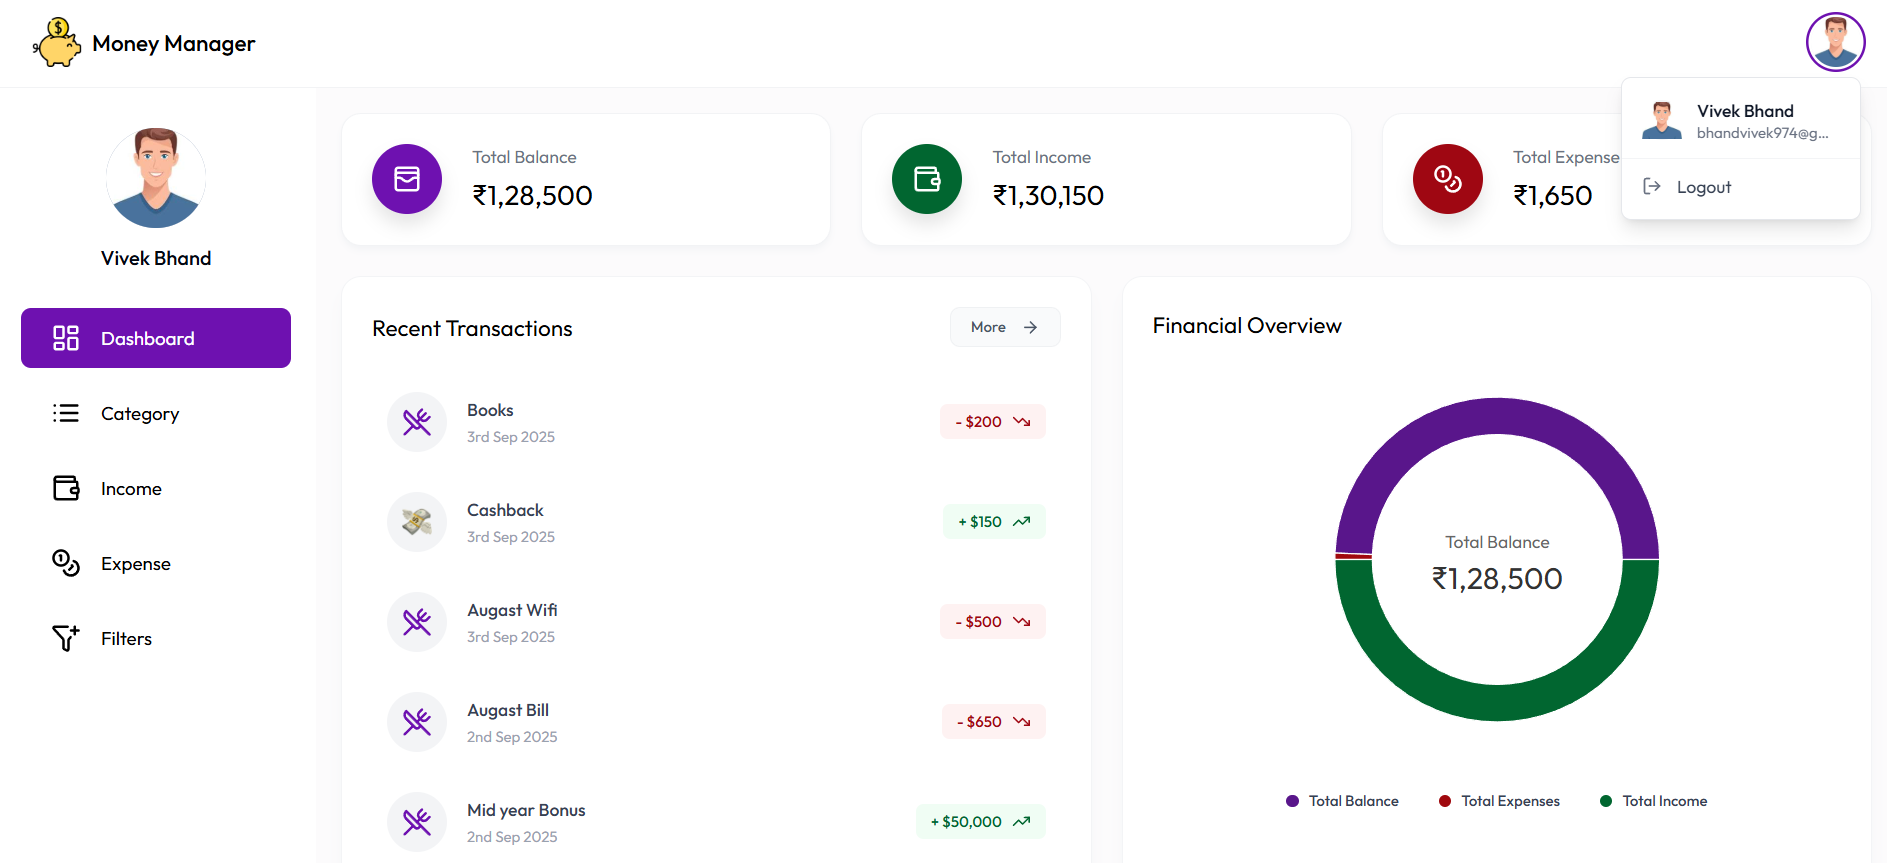 $
Money Manager
Vivek Bhand
bhandvivek974@g...
Logout
Vivek Bhand
Dashboard
Category
Income
Expense
Filters
Total Balance
₹1,28,500
Total Income
₹1,30,150
Total Expense
₹1,650
Recent Transactions
More
Books
3rd Sep 2025
- $200
Cashback
3rd Sep 2025
+ $150
Augast Wifi
3rd Sep 2025
- $500
Augast Bill
2nd Sep 2025
- $650
Mid year Bonus
2nd Sep 2025
+ $50,000
Financial Overview
Total Balance
₹1,28,500
Total Balance
Total Expenses
Total Income